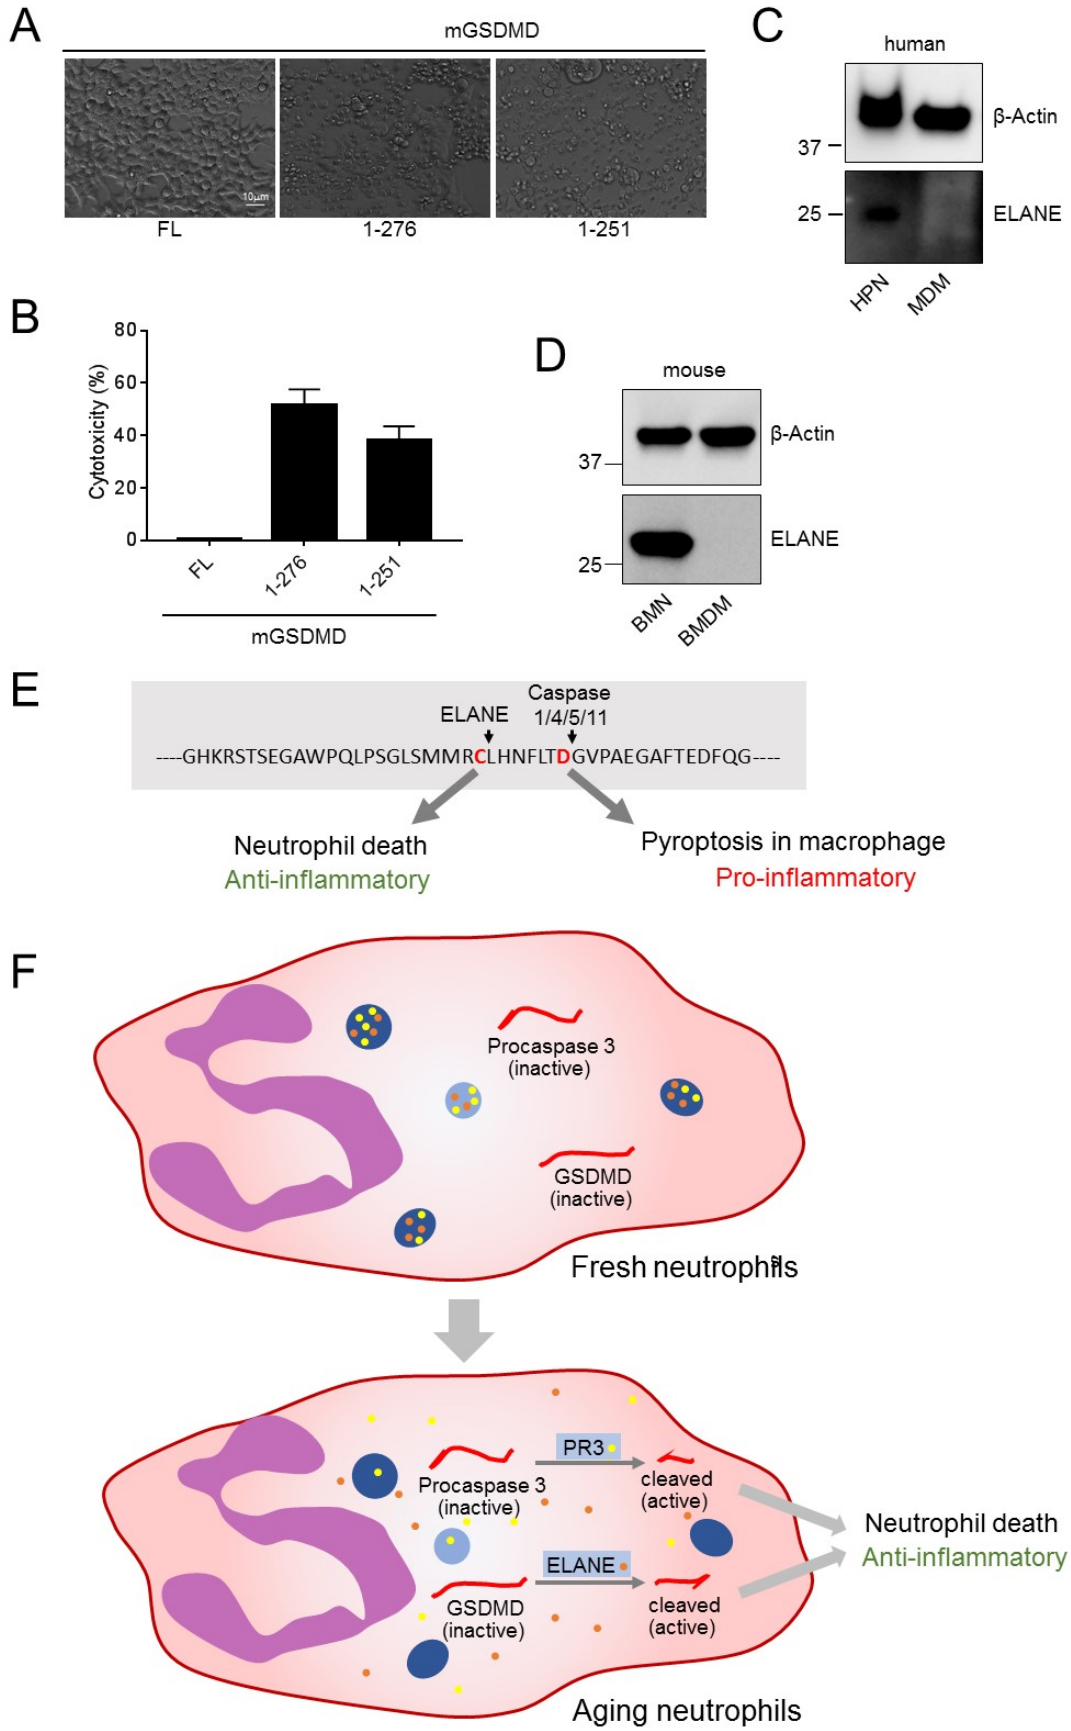 A
mGSDMD
10μm
FL
1-276
1-251
C
human
β-Actin
37
25
ELANE
HPN
MDM
B
Cytotoxicity (%)
80
60
40
20
0
FL
1-276
1-251
mGSDMD
D
mouse
β-Actin
37
ELANE
25
BMN
BMDM
E
ELANE
Caspase
1/4/5/11
----GHKRSTSEGAWPQLPSGLSMMRCLHNFLTDGVPAEGAFTEDFQG----
Neutrophil death
Anti-inflammatory
Pyroptosis in macrophage
Pro-inflammatory
F
Procaspase 3
(inactive)
GSDMD
(inactive)
Fresh neutrophils
PR3
Procaspase 3
(inactive)
cleaved
(active)
ELANE
GSDMD
(inactive)
cleaved
(active)
Neutrophil death
Anti-inflammatory
Aging neutrophils